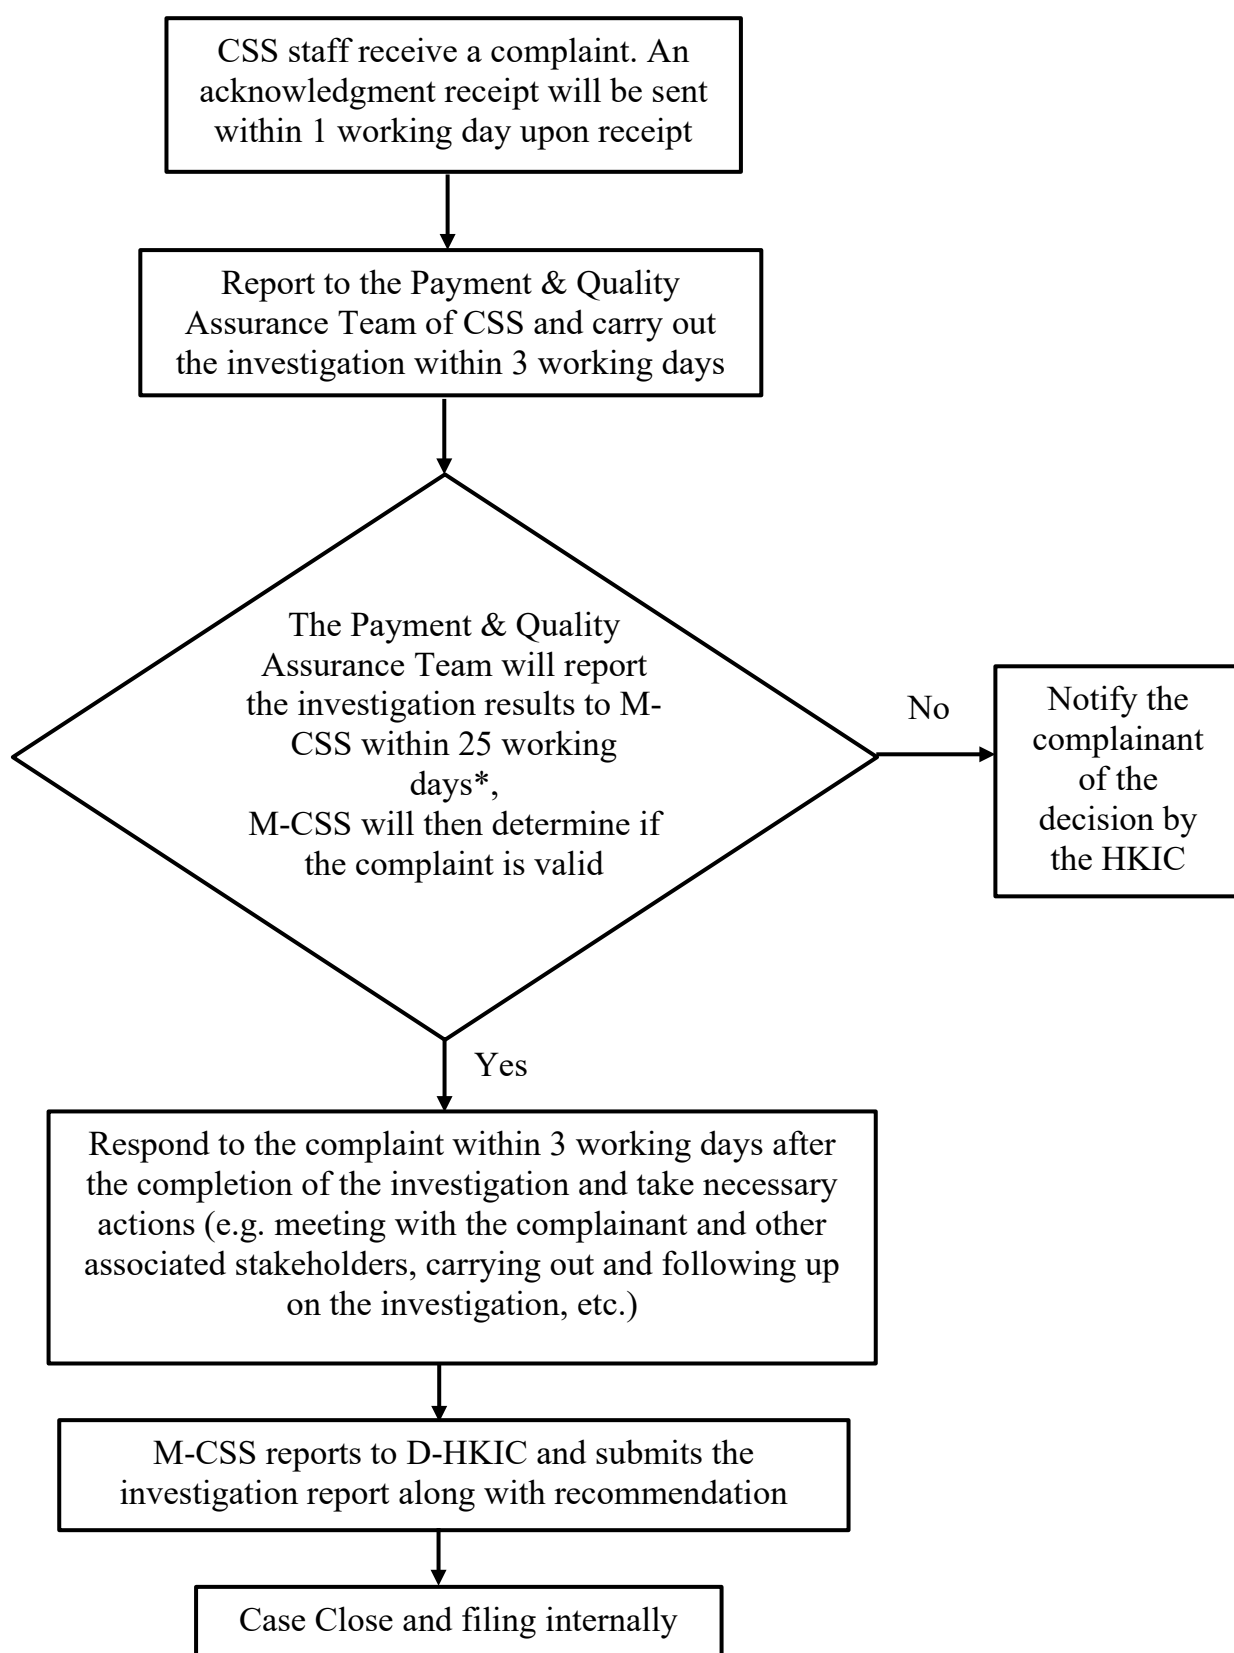 CSS staff receive a complaint. An
acknowledgment receipt will be sent
within 1 working day upon receipt
Report to the Payment & Quality
Assurance Team of CSS and carry out
the investigation within 3 working days
The Payment & Quality
Assurance Team will report
the investigation results to M-
CSS within 25 working
days*,
M-CSS will then determine if
the complaint is valid
No
Notify the
complainant
of the
decision by
the HKIC
Yes
Respond to the complaint within 3 working days after
the completion of the investigation and take necessary
actions (e.g. meeting with the complainant and other
associated stakeholders, carrying out and following up
on the investigation, etc.)
M-CSS reports to D-HKIC and submits the
investigation report along with recommendation
Case Close and filing internally